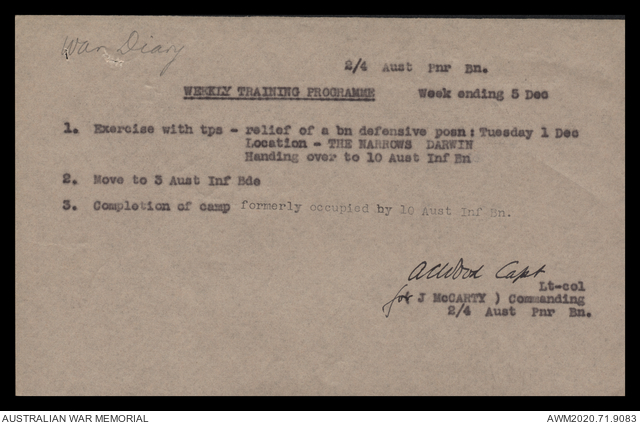 War Diary
2/4 Aust Pnr Bn.
WEEKLY TRAINING PROGRAMME Week ending 5 Dec
1. Exercise with tps - relief of a bn defensive posn: Tuesday 1 Dec
Location - THE NARROWS DARWIN
Handing over to 10 Aust Inf Bn
2. Move to 3 Aust Inf Bde
3. Completion of camp formerly occupied by 10 Aust Inf Bn.
ACWood Capt
Lt-col
(for J McCARTY ) Commanding
2/4 Aust Pnr Bn.
AUSTRALIAN WAR MEMORIAL
AWM2020.71.9083